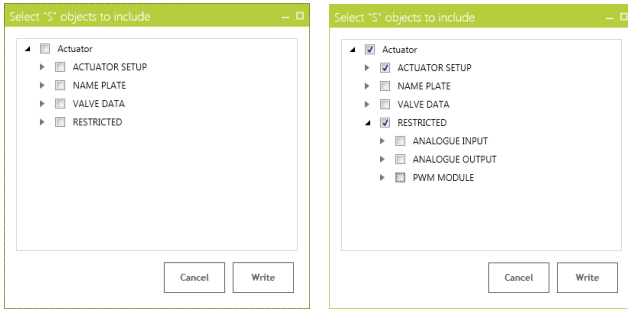 Select "S" objects to include
Actuator
ACTUATOR SETUP
NAME PLATE
VALVE DATA
RESTRICTED
Cancel
Write
Select "S" objects to include
Actuator
ACTUATOR SETUP
NAME PLATE
VALVE DATA
RESTRICTED
ANALOGUE INPUT
ANALOGUE OUTPUT
PWM MODULE
Cancel
Write